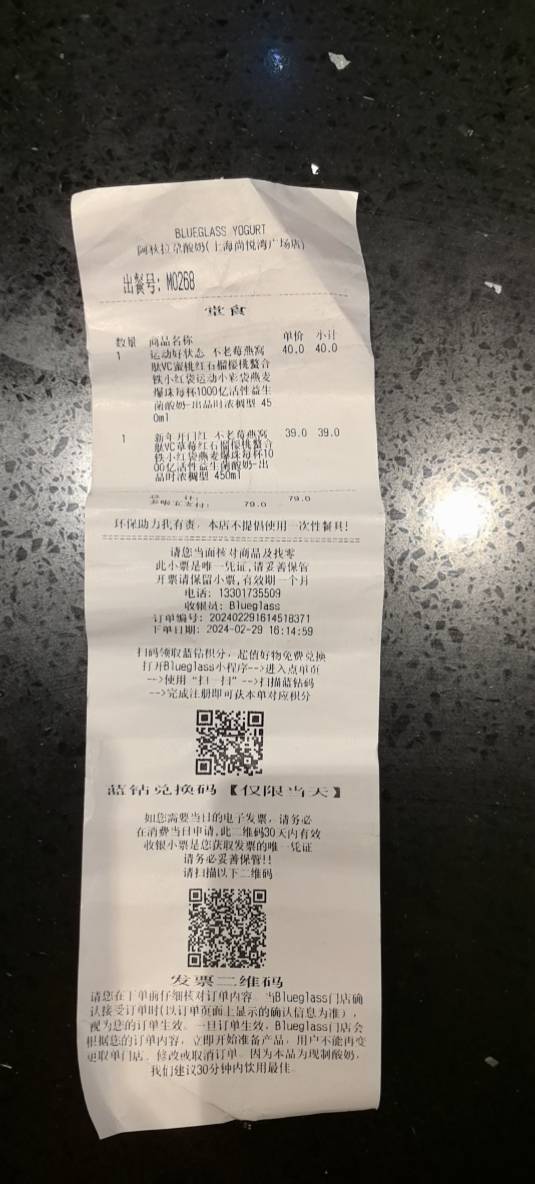 BLUEGLASS YOGURT
阿秋拉尕酸奶(上海尚悦湾广场店)
出餐号: M0268
堂食
数量 商品名称 单价 小计
1 运动好状态 不老莓燕窝 40.0 40.0
肽VC蜜桃红石榴樱桃螯合
铁小红袋运动小彩袋燕麦
爆珠每杯1000亿活性益生
菌酸奶-出品时浓稠型 45
0ml
1 新年开门红 不老莓燕窝 39.0 39.0
肽VC草莓红石榴樱桃螯合
铁小红袋燕麦爆珠每杯10
00亿活性益生菌酸奶-出
品时浓稠型 450ml
79.0
79.0
环保助力我有责，本店不提倡使用一次性餐具!
请您当面核对商品及找零
此小票是唯一凭证,请妥善保管
开票请保留小票,有效期一个月
电话: 13301735509
收银员: Blueglass
订单编号: 202402291614518371
下单日期: 2024-02-29 16:14:59
扫码领取蓝钻积分，超值好物免费兑换
打开Blueglass小程序-->进入点单页
-->使用“扫一扫”-->扫描蓝钻码
-->完成注册即可获本单对应积分
蓝钻兑换码【仅限当天】
如您需要当日的电子发票，请务必
在消费当日申请,此二维码30天内有效
收银小票是您获取发票的唯一凭证
请务必妥善保管!!
请扫描以下二维码
发票二维码
请您在下单前仔细核对订单内容。当Blueglass门店确
认接受订单时(以订单页面上显示的确认信息为准)，
视为您的订单生效。一旦订单生效，Blueglass门店会
根据您的订单内容，立即开始准备产品，用户不能再变
更取单门店、修改或取消订单。因为本品为现制酸奶，
我们建议30分钟内饮用最佳。